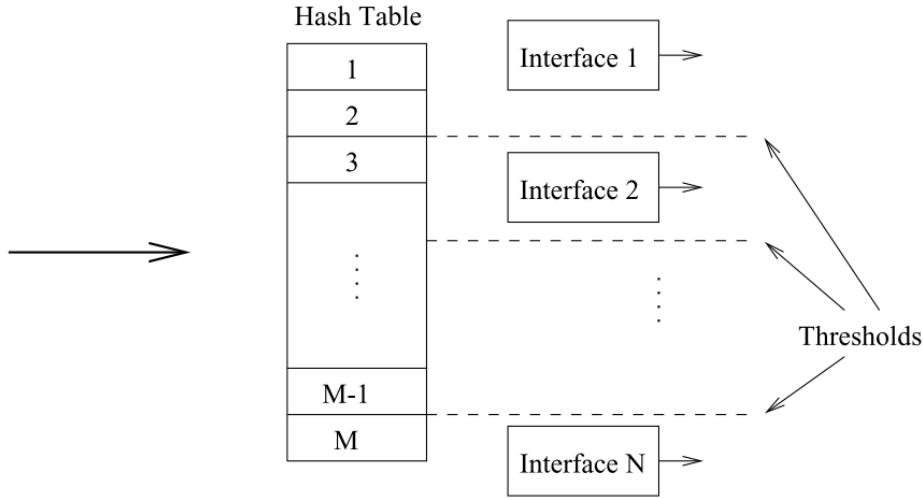 Hash Table
1
Interface 1
2
3
Interface 2
Thresholds
M-1
M
Interface N